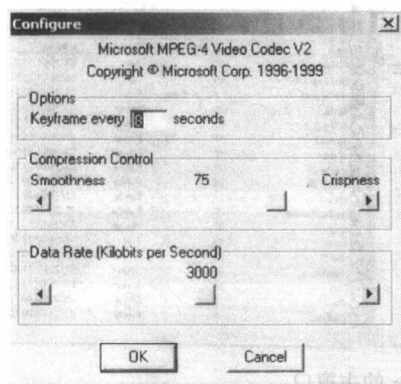 Configure
Microsoft MPEG-4 Video Codec V2
Copyright © Microsoft Corp. 1996-1999
Options
Keyframe every 8 seconds
Compression Control
Smoothness 75 Crispness
Data Rate (Kilobits per Second)
3000
OK Cancel